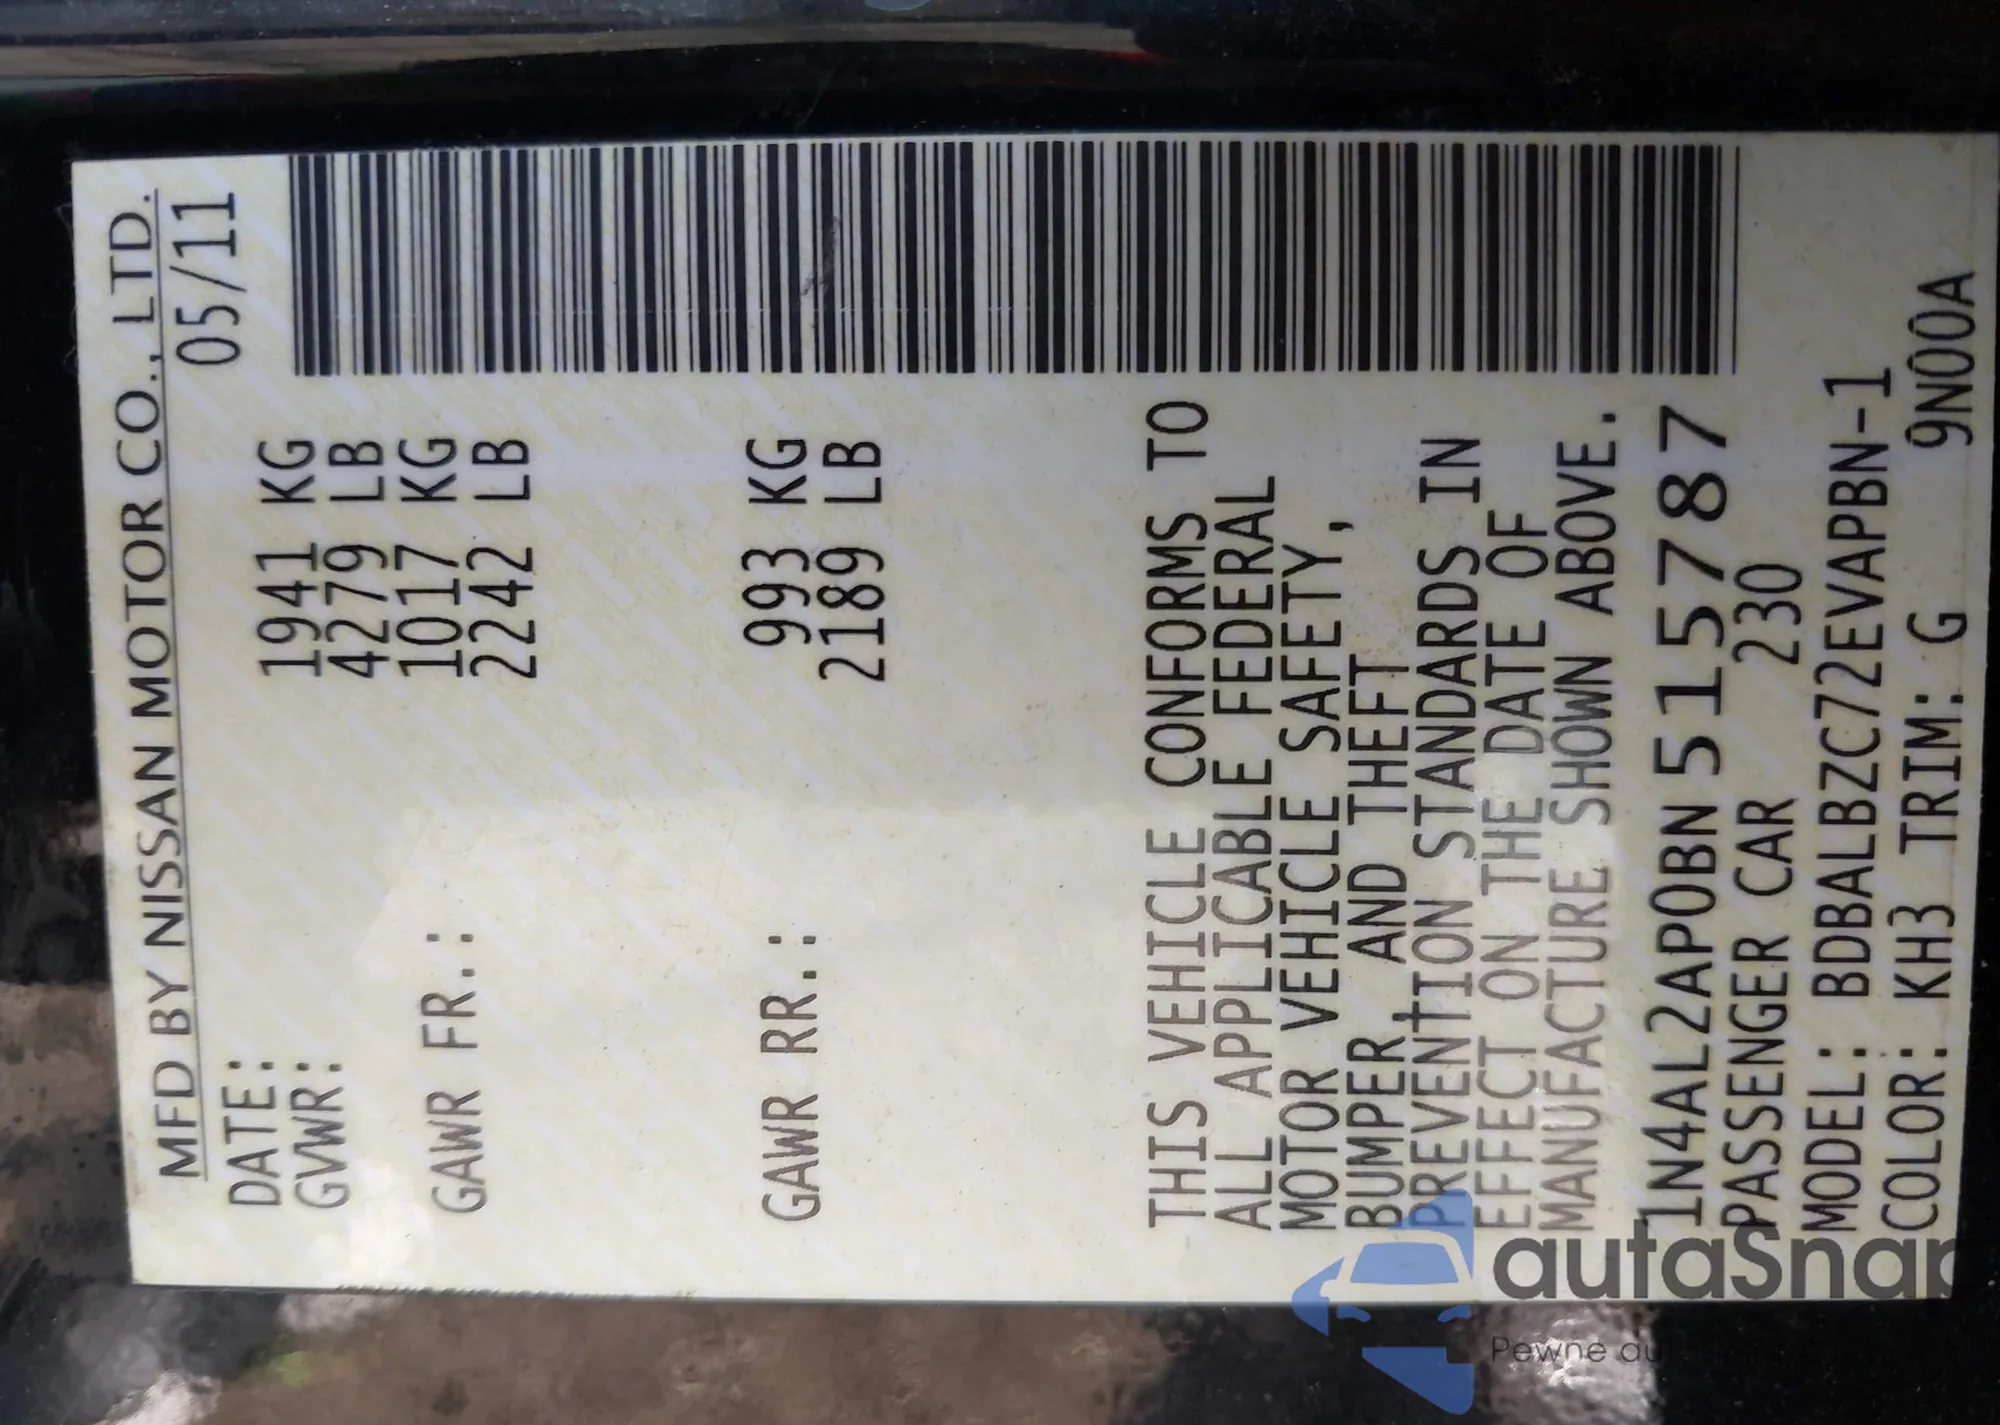 MFD BY NISSAN MOTOR CO., LTD.
DATE: 05/11
GVWR: 1941 KG
4279 LB
GAWR FR.: 1017 KG
2242 LB
GAWR RR.: 993 KG
2189 LB
THIS VEHICLE CONFORMS TO
ALL APPLICABLE FEDERAL
MOTOR VEHICLE SAFETY,
BUMPER, AND THEFT
PREVENTION STANDARDS IN
EFFECT ON THE DATE OF
MANUFACTURE SHOWN ABOVE.
1N4AL2AP0BN 515787
PASSENGER CAR 230
MODEL: BDBALBZC72EVAPBN-1
COLOR: KH3 TRIM: G 9N00A
autaSnap
Pewne